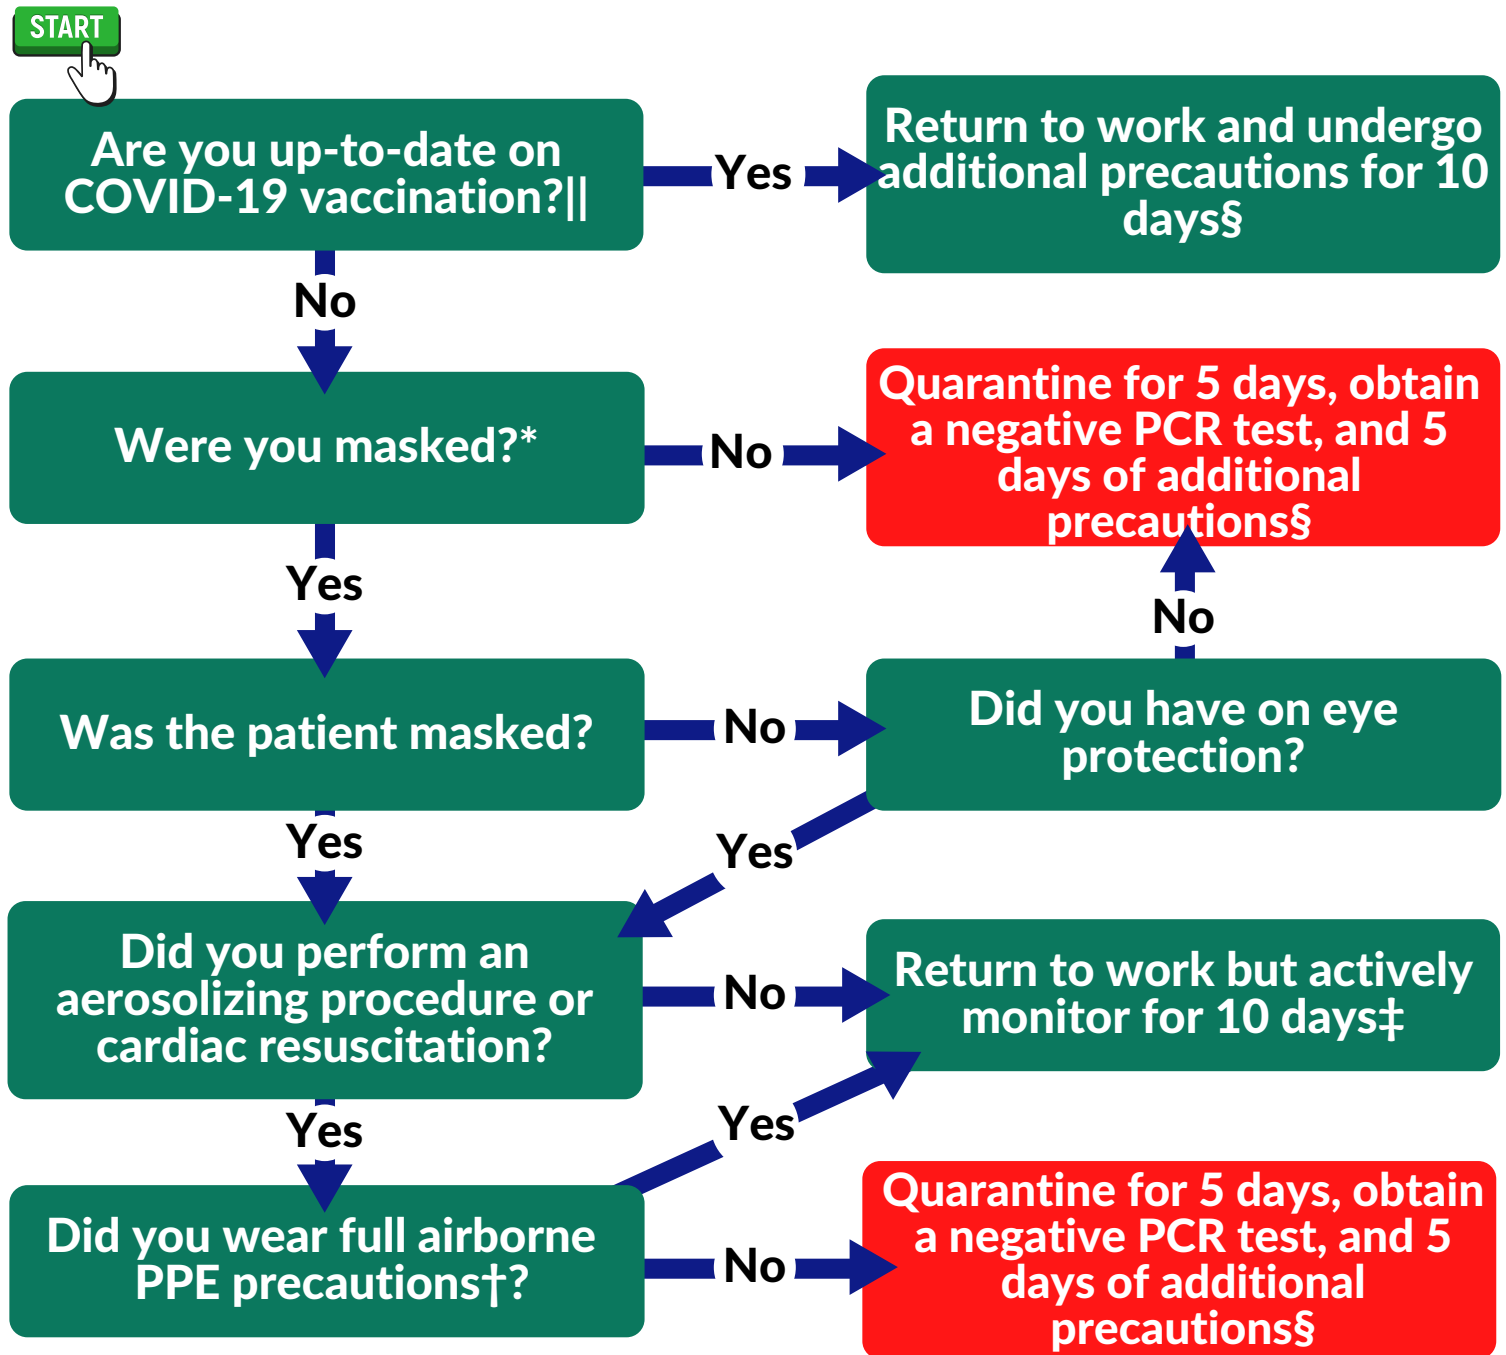 START
Are you up-to-date on
COVID-19 vaccination?||
Yes
Return to work and undergo
additional precautions for 10
days§
No
Were you masked?*
No
Quarantine for 5 days, obtain
a negative PCR test, and 5
days of additional
precautions§
Yes
No
Was the patient masked?
No
Did you have on eye
protection?
Yes
Yes
Did you perform an
aerosolizing procedure or
cardiac resuscitation?
No
Return to work but actively
monitor for 10 days‡
Yes
Yes
Did you wear full airborne
PPE precautions†?
No
Quarantine for 5 days, obtain
a negative PCR test, and 5
days of additional
precautions§